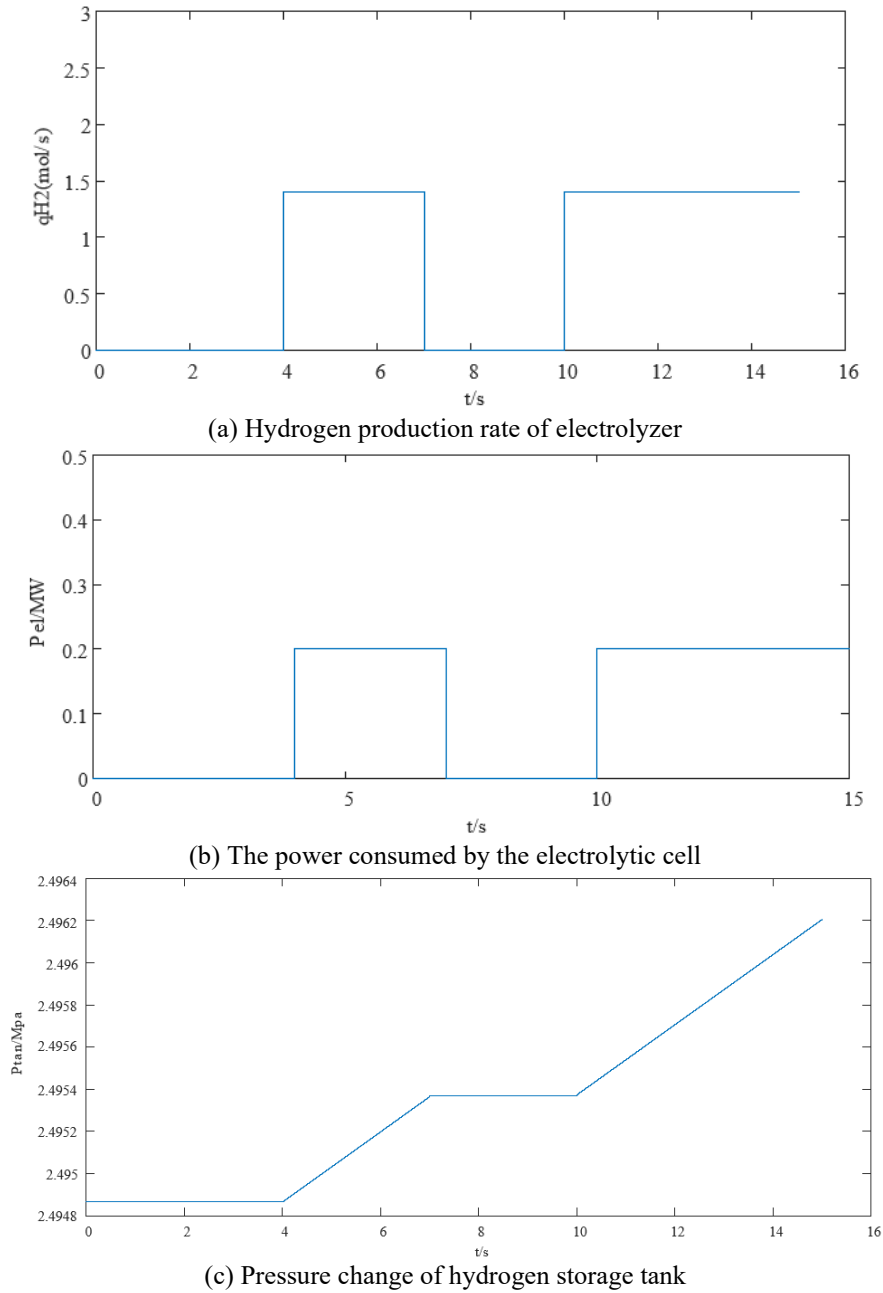 3
2.5
2
1.5
1
0.5
0
qH2(mol/s)
0 2 4 6 8 10 12 14 16
t/s
(a) Hydrogen production rate of electrolyzer
0.5
0.4
0.3
0.2
0.1
0
Pel/MW
0 5 10 15
t/s
(b) The power consumed by the electrolytic cell
2.4964
2.4962
2.496
2.4958
2.4956
2.4954
2.4952
2.495
2.4948
Ptan/Mpa
0 2 4 6 8 10 12 14 16
t/s
(c) Pressure change of hydrogen storage tank